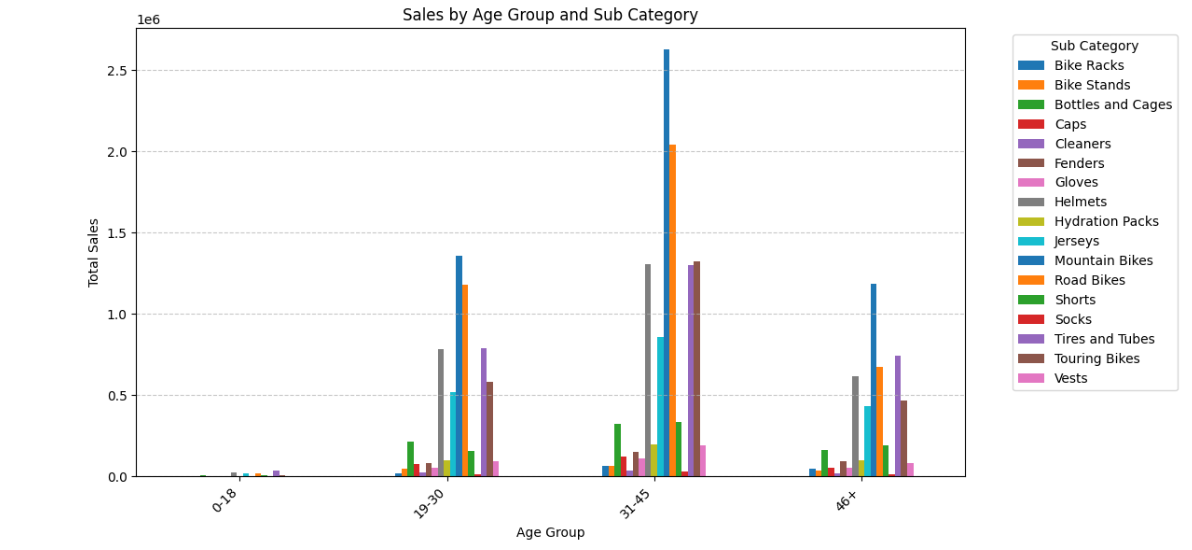 Sales by Age Group and Sub Category
1e6
2.5
2.0
1.5
1.0
0.5
0.0
Total Sales
0-18
19-30
31-45
46+
Age Group
Sub Category
Bike Racks
Bike Stands
Bottles and Cages
Caps
Cleaners
Fenders
Gloves
Helmets
Hydration Packs
Jerseys
Mountain Bikes
Road Bikes
Shorts
Socks
Tires and Tubes
Touring Bikes
Vests